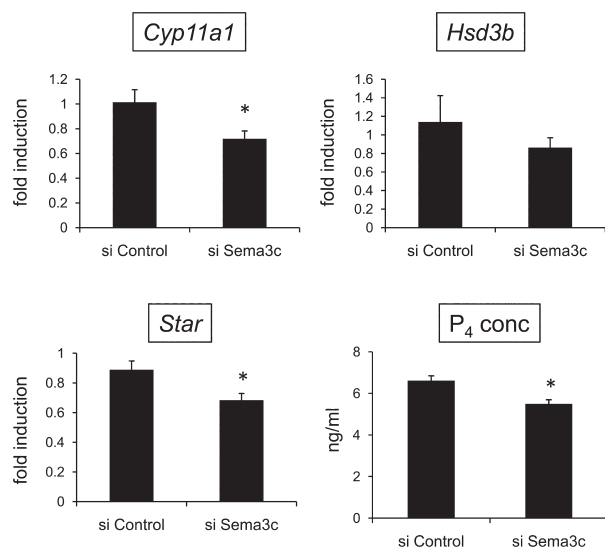 Cyp11a1
fold induction
1.2
1
0.8
0.6
0.4
0.2
0
*
si Control
si Sema3c
Hsd3b
fold induction
1.6
1.4
1.2
1
0.8
0.6
0.4
0.2
0
si Control
si Sema3c
Star
fold induction
1
0.8
0.6
0.4
0.2
0
*
si Control
si Sema3c
P₄ conc
ng/ml
8
6
4
2
0
*
si Control
si Sema3c